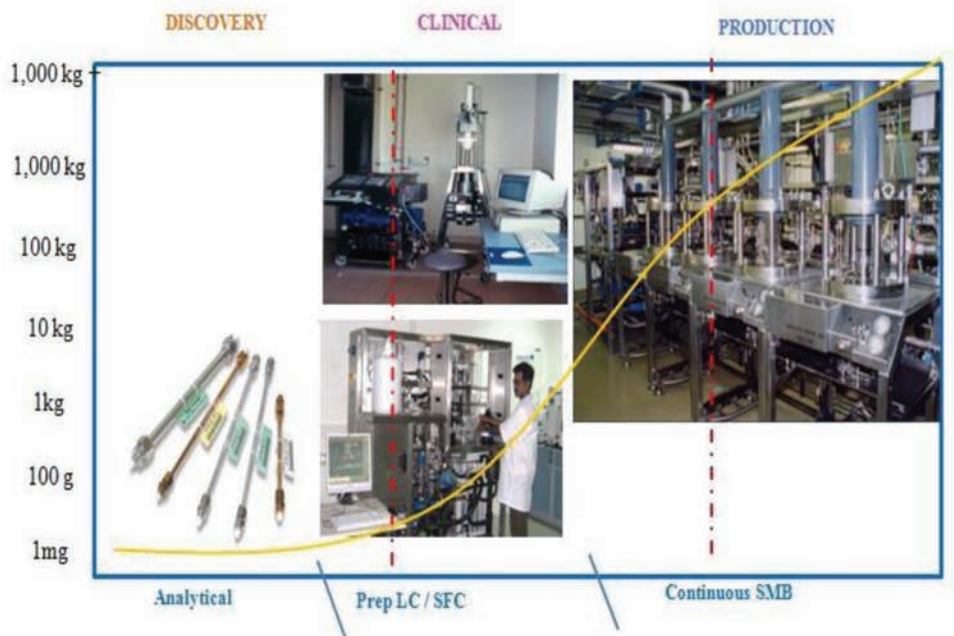 DISCOVERY
CLINICAL
PRODUCTION
1,000 kg
1,000 kg
100 kg
10 kg
1kg
100 g
1mg
Analytical
Prep LC / SFC
Continuous SMB